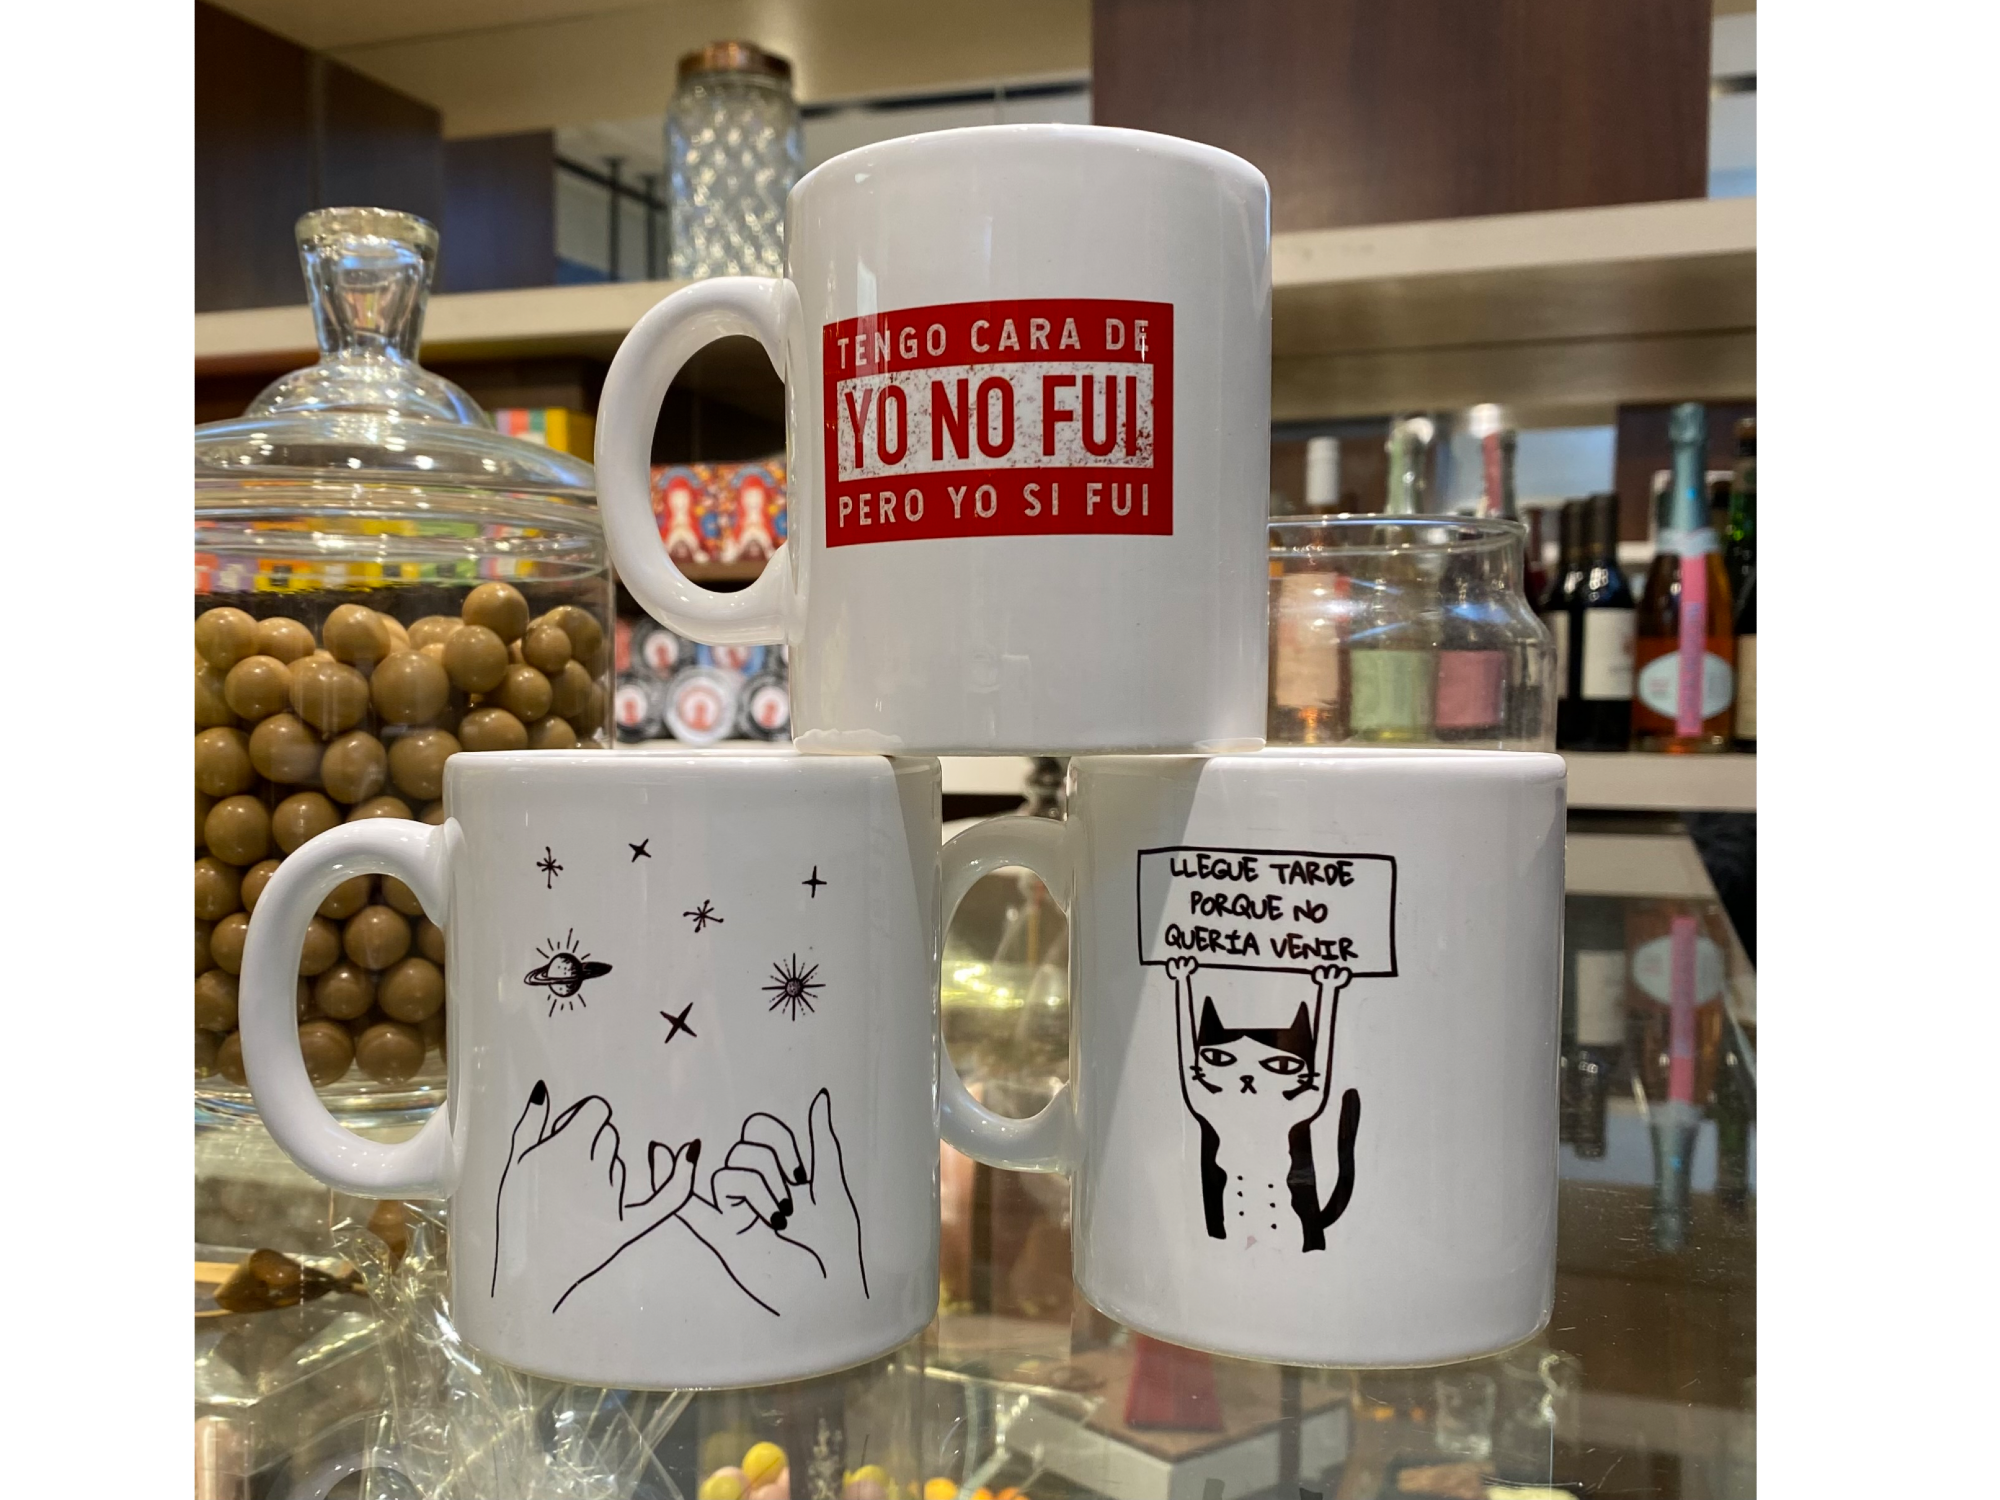 TENGO CARA DE
YO NO FUI
PERO YO SI FUI
LLEGUE TARDE
PORQUE NO
QUERÍA VENIR